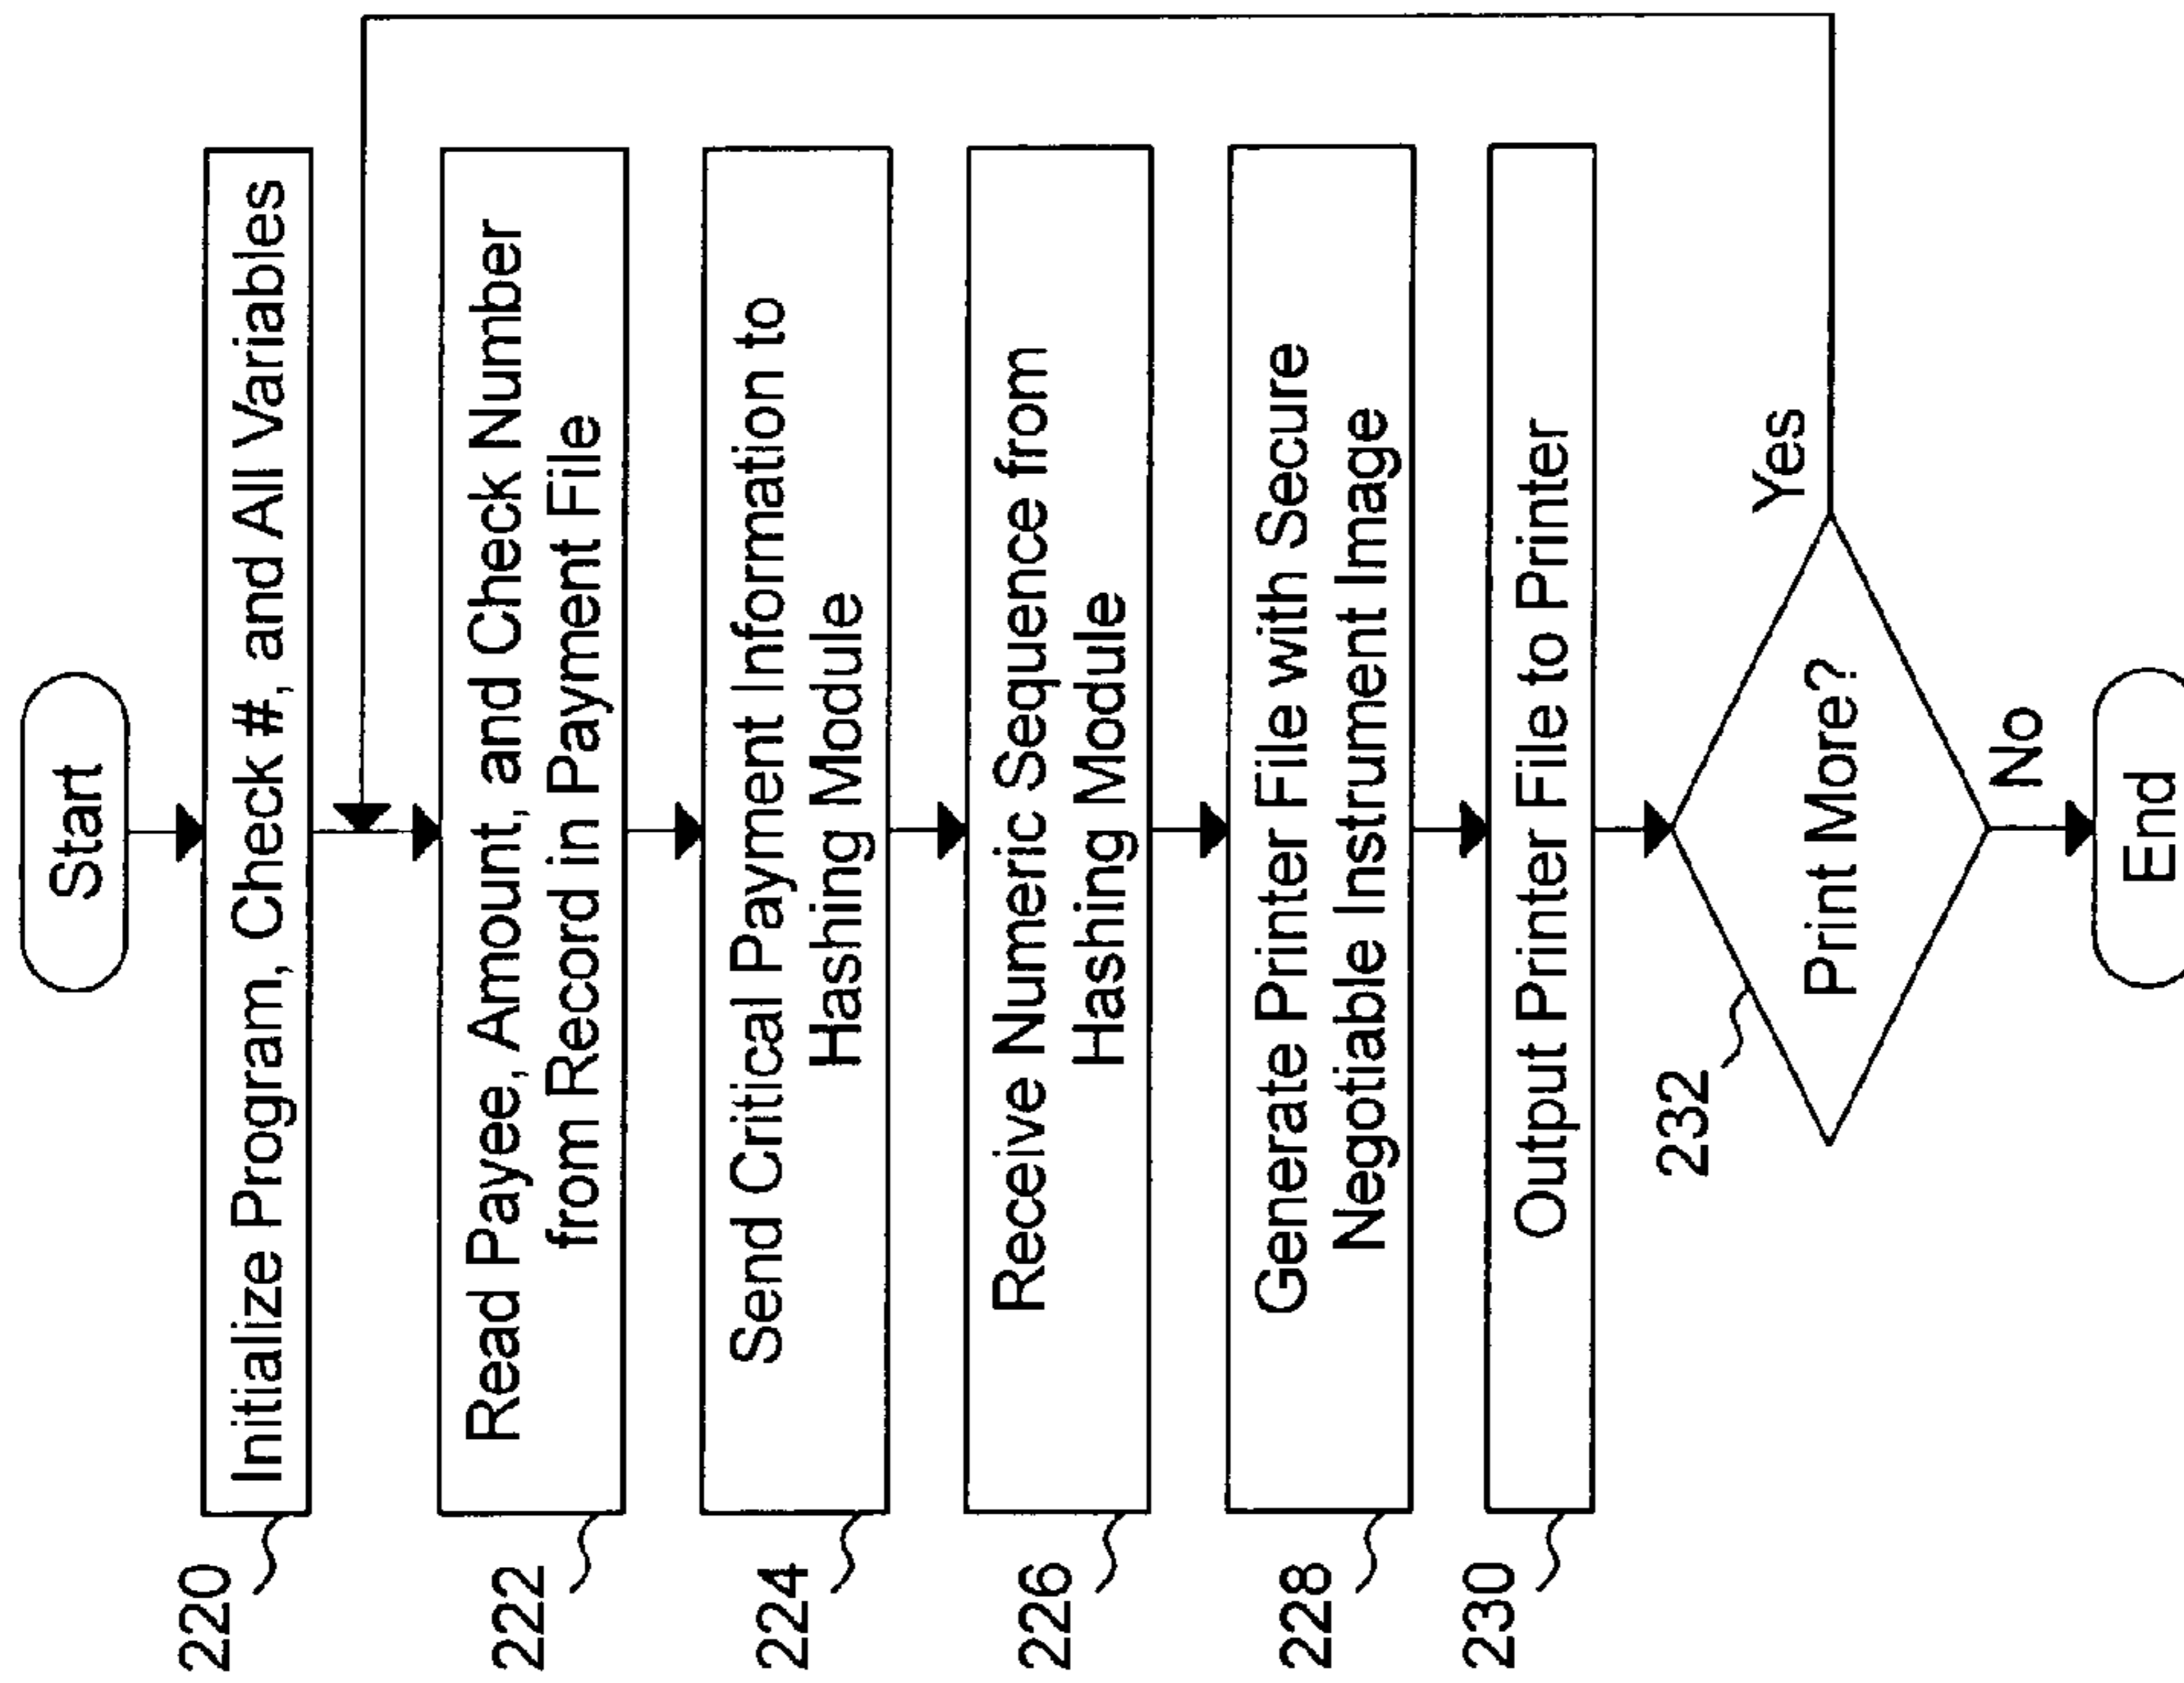 Start
220
Initialize Program, Check #, and All Variables
222
Read Payee, Amount, and Check Number
from Record in Payment File
224
Send Critical Payment Information to
Hashing Module
226
Receive Numeric Sequence from
Hashing Module
228
Generate Printer File with Secure
Negotiable Instrument Image
230
Output Printer File to Printer
232
Print More?
Yes
No
End